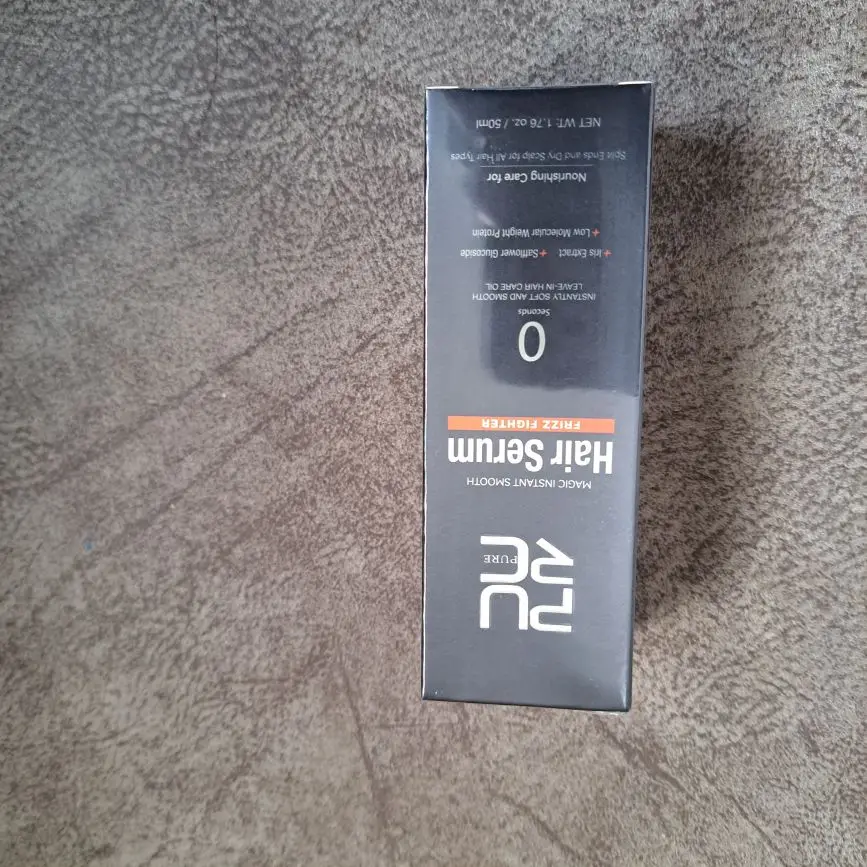 PU
RC
PURE
MAGIC INSTANT SMOOTH
Hair Serum
FRIZZ FIGHTER
0
Seconds
INSTANTLY SOFT AND SMOOTH
LEAVE-IN HAIR CARE OIL
+ Iris Extract + Safflower Glucoside
+ Low Molecular Weight Protein
Nourishing Care for
Split Ends and Dry Scalp for All Hair Types
NET WT. 1.76 oz. / 50ml